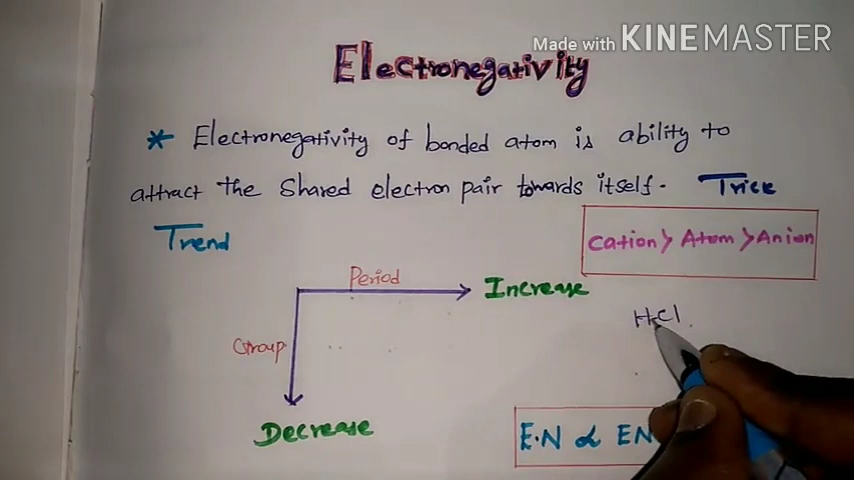 Made with KINEMASTER
Electronegativity
* Electronegativity of bonded atom is ability to
attract the shared electron pair towards itself. Trick
Trend
Cation > Atom > Anion
Period
Increase
HCl
Group
Decrease
E.N α EN